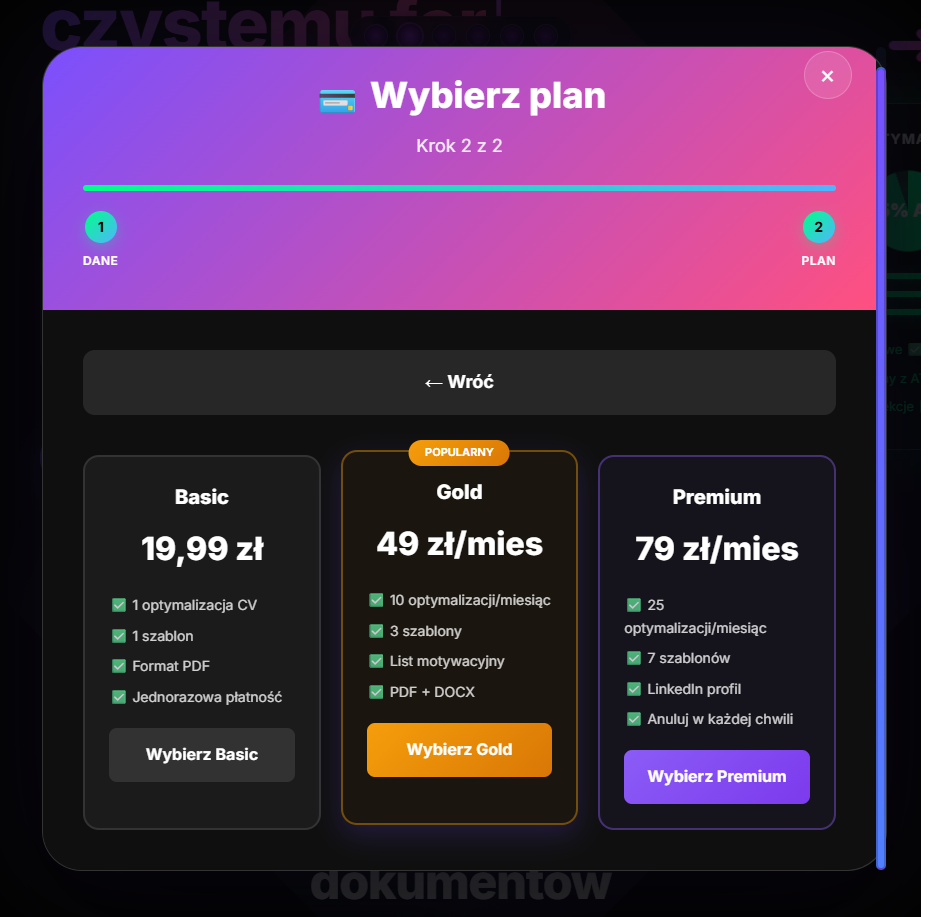 czystemu for
Wybierz plan
×
Krok 2 z 2
1
2
DANE
PLAN
← Wróć
Basic
19,99 zł
1 optymalizacja CV
1 szablon
Format PDF
Jednorazowa płatność
Wybierz Basic
POPULARNY
Gold
49 zł/mies
10 optymalizacji/miesiąc
3 szablony
List motywacyjny
PDF + DOCX
Wybierz Gold
Premium
79 zł/mies
25
optymalizacji/miesiąc
7 szablonów
LinkedIn profil
Anuluj w każdej chwili
Wybierz Premium
dokumentów